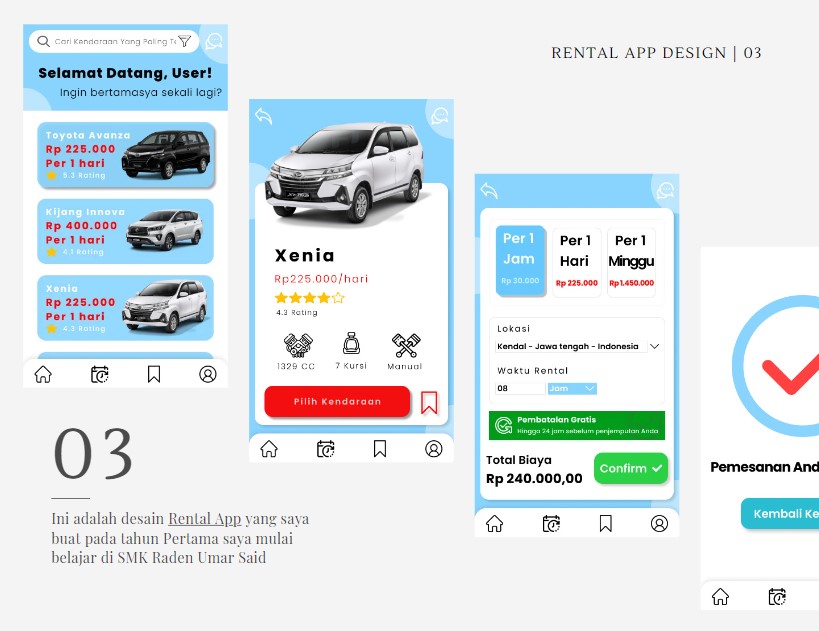 RENTAL APP DESIGN | 03
Cari Kendaraan Yang Paling
Selamat Datang, User!
Ingin bertamasya sekali lagi?
Toyota Avanza
Rp 225.000
Per 1 hari
5.3 Rating
Kijang Innova
Rp 400.000
Per 1 hari
4.1 Rating
Xenia
Rp 225.000
Per 1 hari
4.3 Rating
Xenia
Rp225.000/hari
4.3 Rating
1329 CC
7 Kursi
Manual
Pilih Kendaraan
Per 1
Jam
Rp 30.000
Per 1
Hari
Rp 225.000
Per 1
Minggu
Rp1.450.000
Lokasi
Kendal - Jawa tengah - Indonesia
Waktu Rental
08
Jam
Pembatalan Gratis
Hingga 24 jam sebelum penjemputan Anda
Total Biaya
Rp 240.000,00
Confirm
Pemesanan And
Kembali Ke
03
Ini adalah desain Rental App yang saya
buat pada tahun Pertama saya mulai
belajar di SMK Raden Umar Said